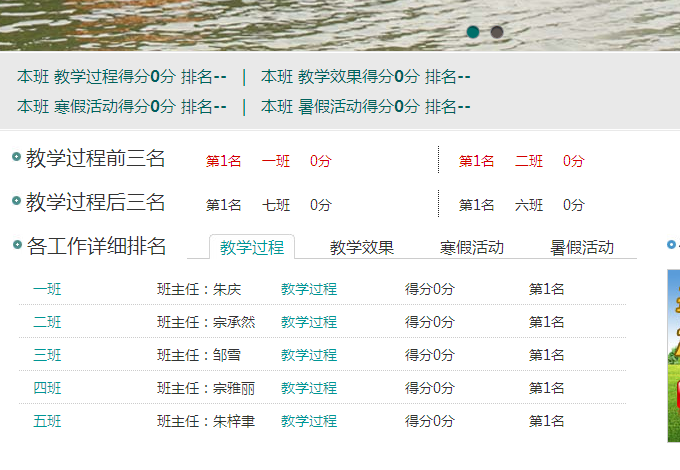 本班 教学过程得分0分 排名-- | 本班 教学效果得分0分 排名--
本班 寒假活动得分0分 排名-- | 本班 暑假活动得分0分 排名--
教学过程前三名 第1名 一班 0分 第1名 二班 0分
教学过程后三名 第1名 七班 0分 第1名 六班 0分
各工作详细排名 教学过程 教学效果 寒假活动 暑假活动
一班 班主任：朱庆 教学过程 得分0分 第1名
二班 班主任：宗承然 教学过程 得分0分 第1名
三班 班主任：邹雪 教学过程 得分0分 第1名
四班 班主任：宗雅丽 教学过程 得分0分 第1名
五班 班主任：朱梓聿 教学过程 得分0分 第1名